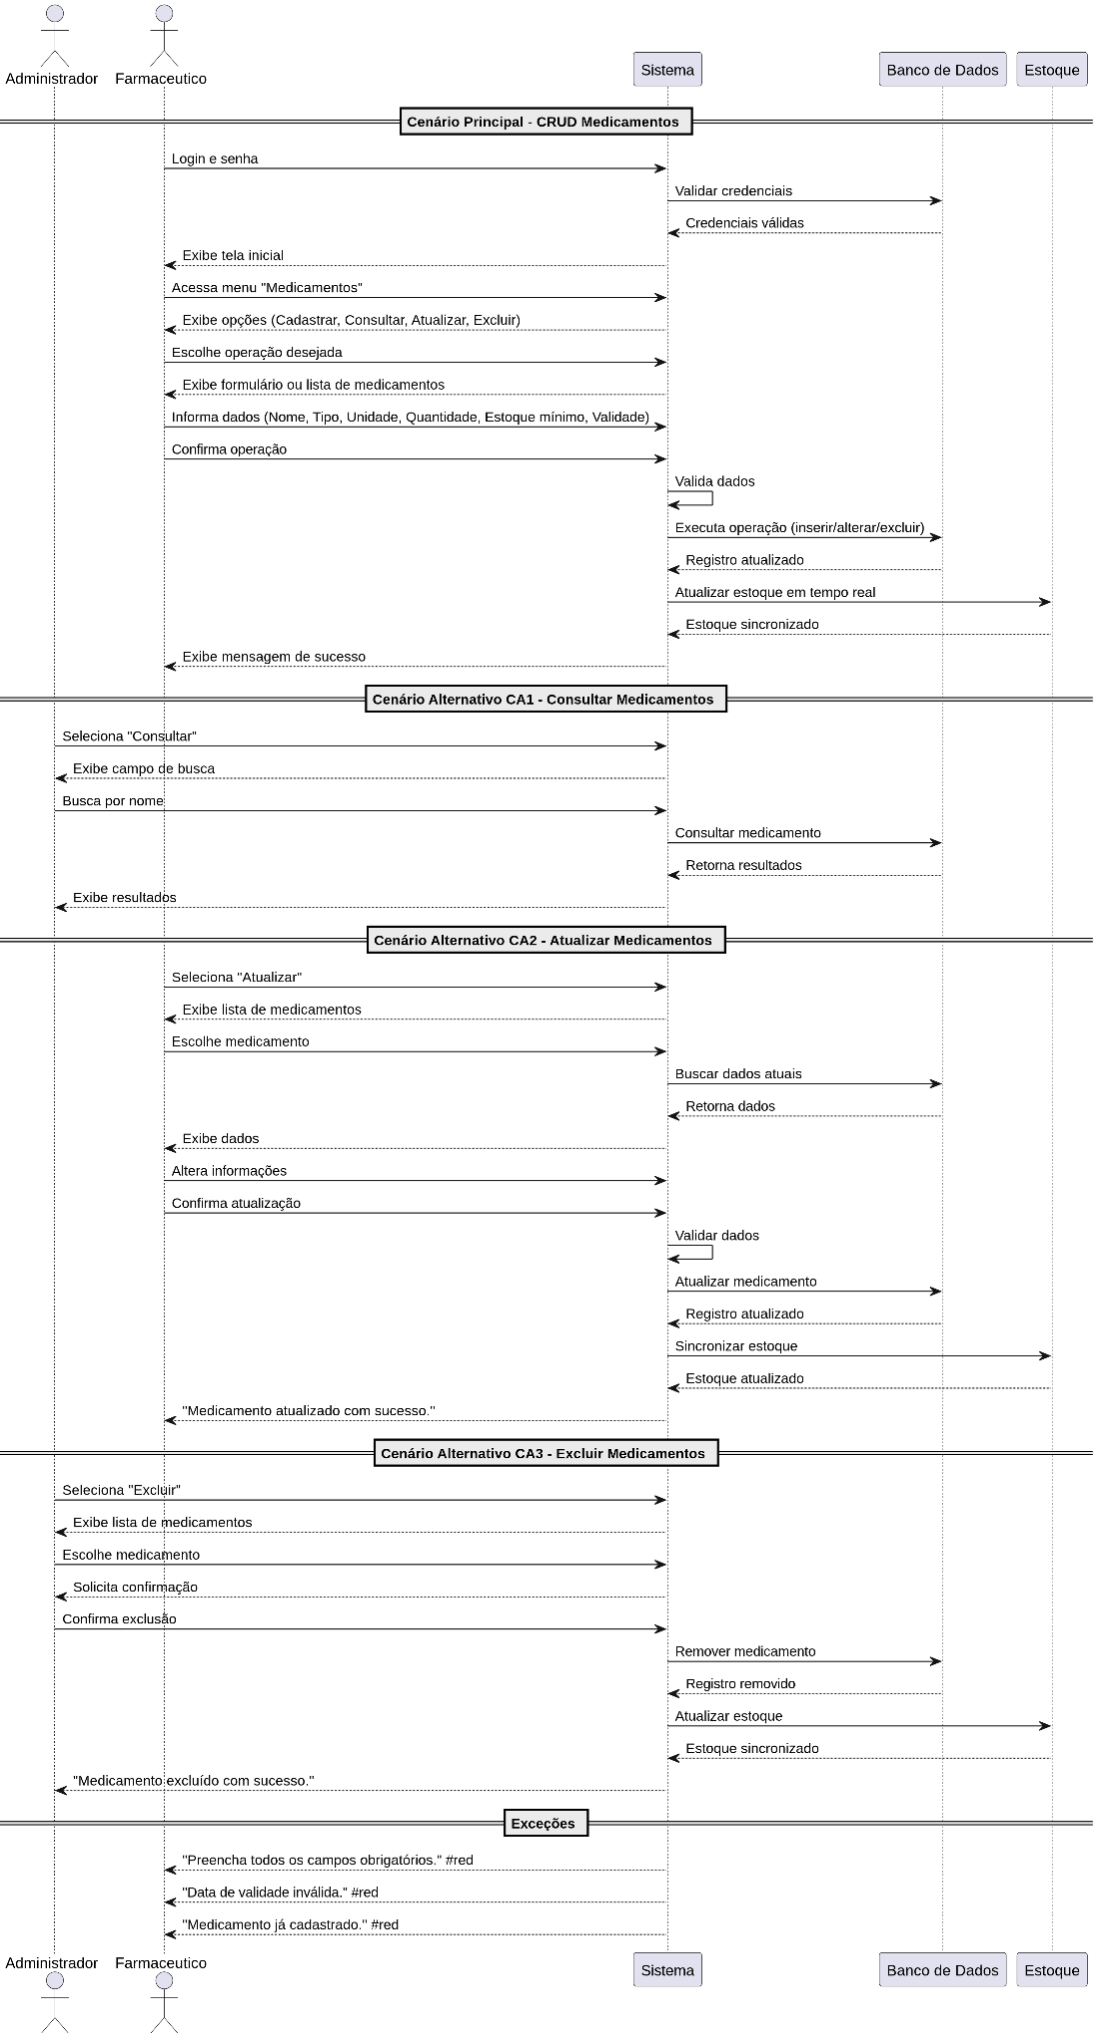 Administrador
Farmaceutico
Sistema
Banco de Dados
Estoque
Cenário Principal - CRUD Medicamentos
Login e senha
Validar credenciais
Credenciais válidas
Exibe tela inicial
Acessa menu "Medicamentos"
Exibe opções (Cadastrar, Consultar, Atualizar, Excluir)
Escolhe operação desejada
Exibe formulário ou lista de medicamentos
Informa dados (Nome, Tipo, Unidade, Quantidade, Estoque mínimo, Validade)
Confirma operação
Valida dados
Executa operação (inserir/alterar/excluir)
Registro atualizado
Atualizar estoque em tempo real
Estoque sincronizado
Exibe mensagem de sucesso
Cenário Alternativo CA1 - Consultar Medicamentos
Seleciona "Consultar"
Exibe campo de busca
Busca por nome
Consultar medicamento
Retorna resultados
Exibe resultados
Cenário Alternativo CA2 - Atualizar Medicamentos
Seleciona "Atualizar"
Exibe lista de medicamentos
Escolhe medicamento
Buscar dados atuais
Retorna dados
Exibe dados
Altera informações
Confirma atualização
Validar dados
Atualizar medicamento
Registro atualizado
Sincronizar estoque
Estoque atualizado
"Medicamento atualizado com sucesso."
Cenário Alternativo CA3 - Excluir Medicamentos
Seleciona "Excluir"
Exibe lista de medicamentos
Escolhe medicamento
Solicita confirmação
Confirma exclusão
Remover medicamento
Registro removido
Atualizar estoque
Estoque sincronizado
"Medicamento excluído com sucesso."
Exceções
"Preencha todos os campos obrigatórios." #red
"Data de validade inválida." #red
"Medicamento já cadastrado." #red
Administrador
Farmaceutico
Sistema
Banco de Dados
Estoque